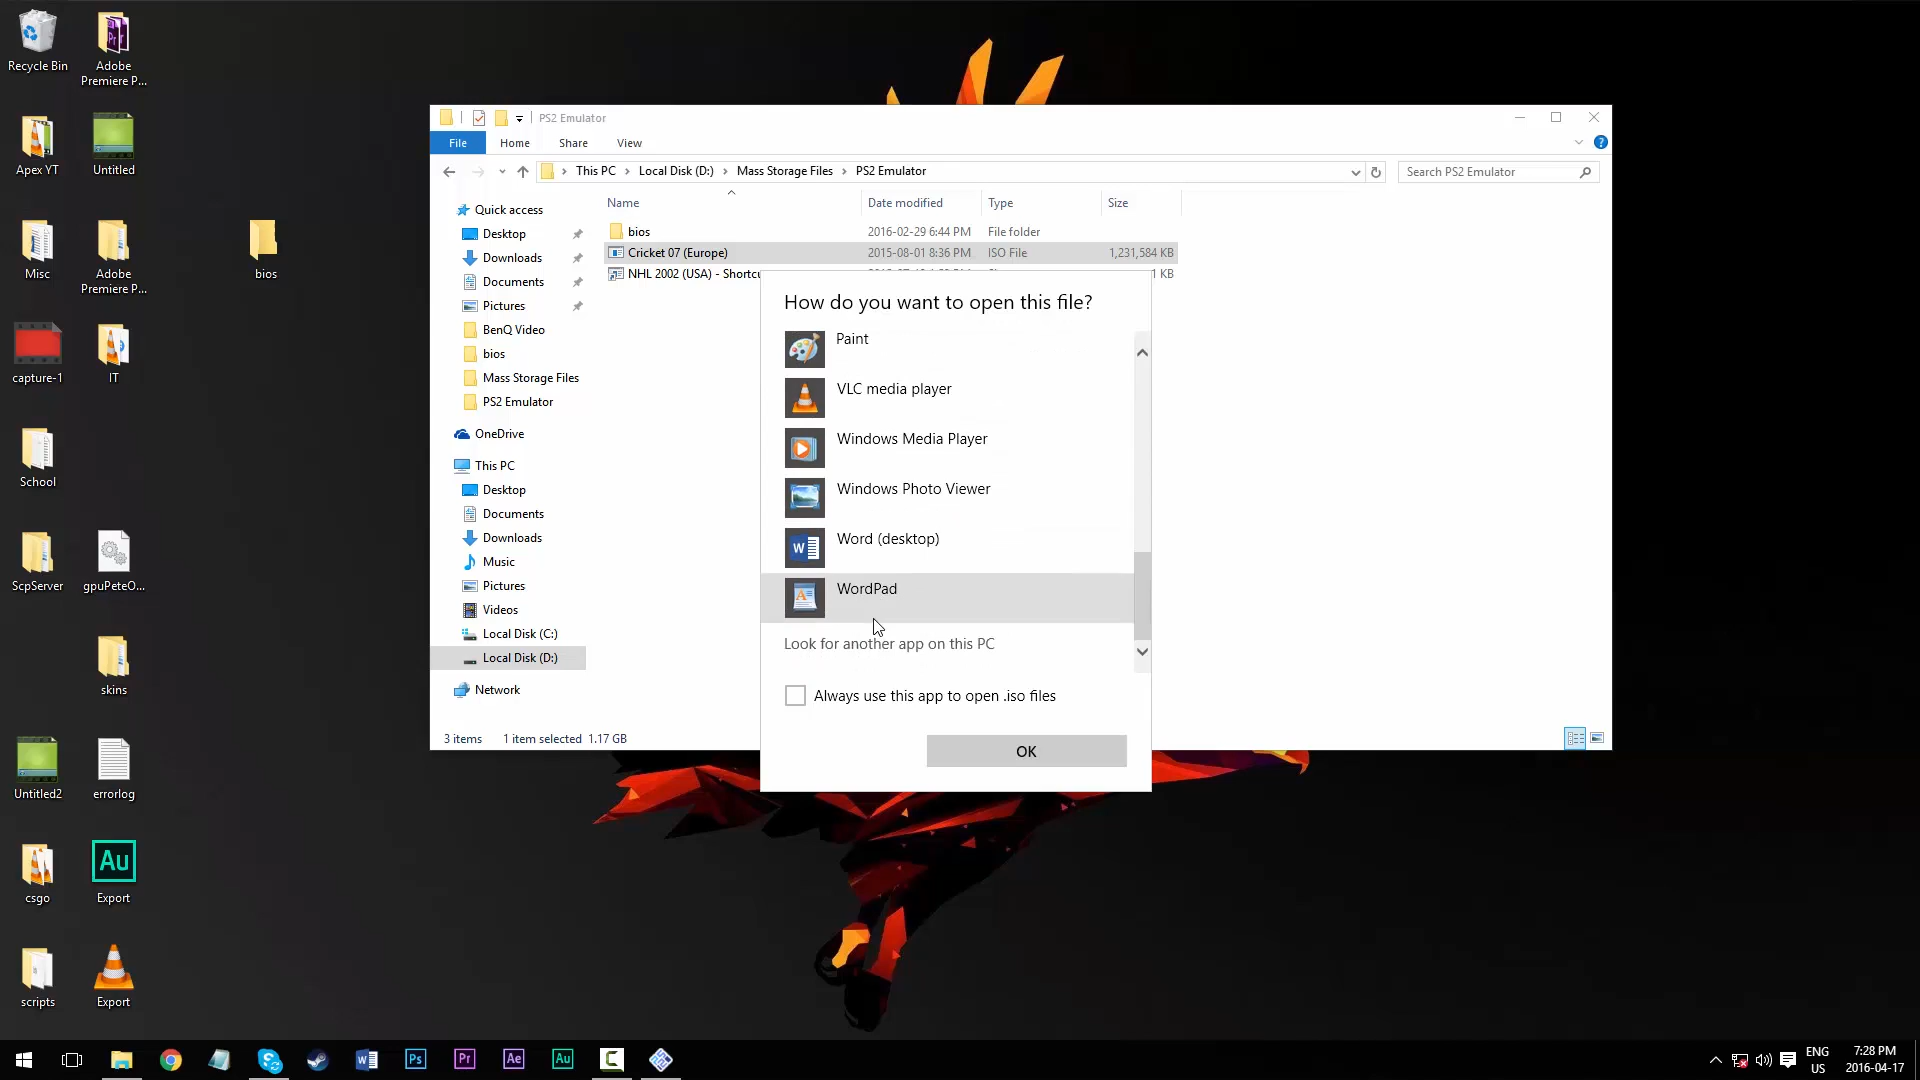 Recycle Bin
Adobe
Premiere P...
Apex YT
Untitled
Misc
Adobe
Premiere P...
bios
capture-1
IT
School
ScpServer
gpuPeteO...
skins
Untitled2
errorlog
csgo
Au
Export
scripts
Export
PS2 Emulator
File
Home
Share
View
This PC
Local Disk (D:)
Mass Storage Files
PS2 Emulator
Search PS2 Emulator
Quick access
Desktop
Downloads
Documents
Pictures
BenQ Video
bios
Mass Storage Files
PS2 Emulator
OneDrive
This PC
Desktop
Documents
Downloads
Music
Pictures
Videos
Local Disk (C:)
Local Disk (D:)
Network
Name Date modified Type Size
bios 2016-02-29 6:44 PM File folder
Cricket 07 (Europe) 2015-08-01 8:36 PM ISO File 1,231,584 KB
NHL 2002 (USA) - Shortcu 1 KB
How do you want to open this file?
Paint
VLC media player
Windows Media Player
Windows Photo Viewer
Word (desktop)
WordPad
Look for another app on this PC
Always use this app to open .iso files
OK
3 items 1 item selected 1.17 GB
Ps Pr Ae Au
ENG
US
7:28 PM
2016-04-17